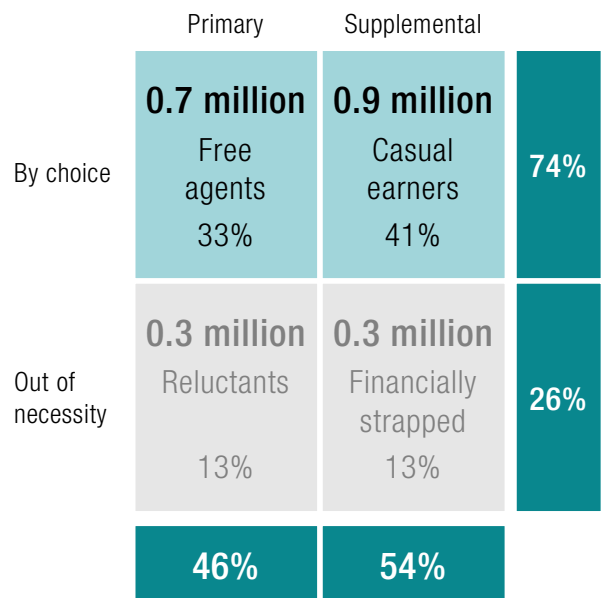 Primary
Supplemental
By choice
0.7 million
Free
agents
33%
0.9 million
Casual
earners
41%
74%
Out of
necessity
0.3 million
Reluctants
13%
0.3 million
Financially
strapped
13%
26%
46%
54%